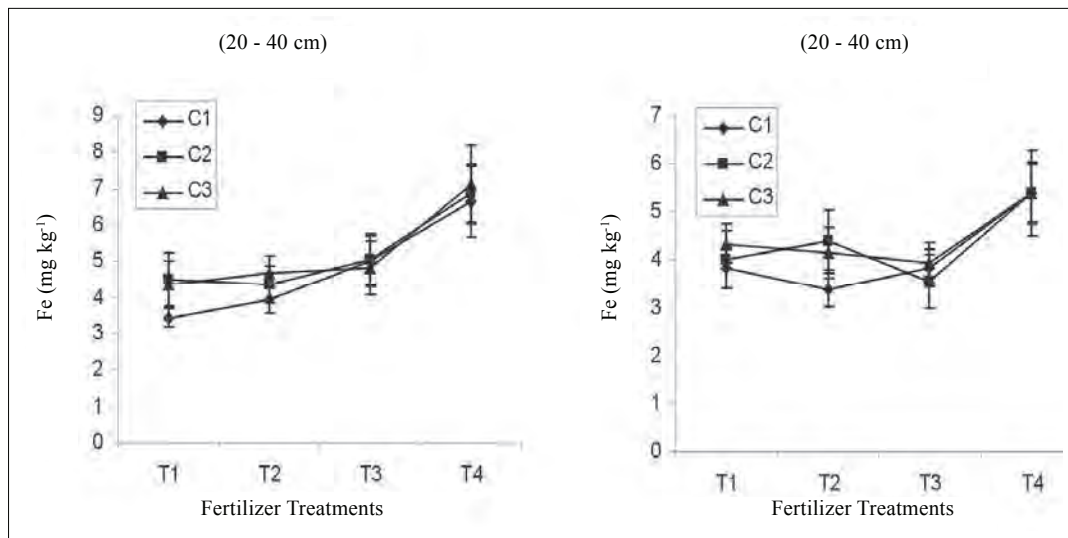 (20 - 40 cm)
9
8
7
6
5
4
3
2
1
0
Fe (mg kg-1)
C1
C2
C3
T1 T2 T3 T4
Fertilizer Treatments
(20 - 40 cm)
7
6
5
4
3
2
1
0
Fe (mg kg-1)
C1
C2
C3
T1 T2 T3 T4
Fertilizer Treatments